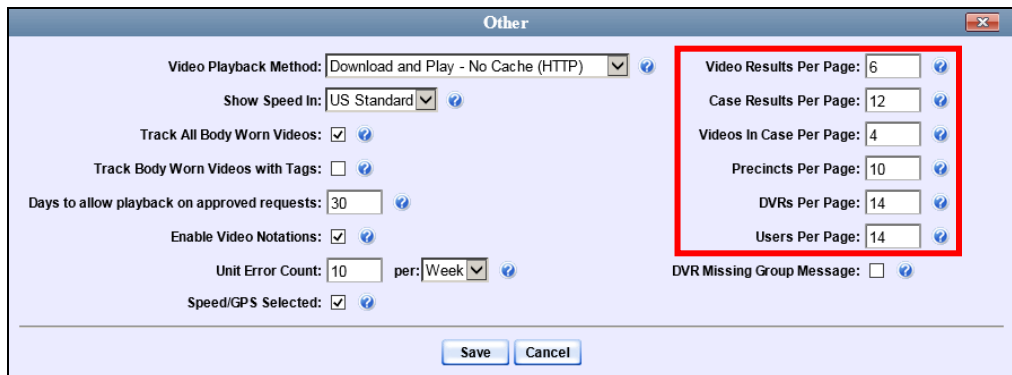 Other
Video Playback Method: Download and Play - No Cache (HTTP)
Show Speed In: US Standard
Track All Body Worn Videos:
Track Body Worn Videos with Tags:
Days to allow playback on approved requests: 30
Enable Video Notations:
Unit Error Count: 10 per: Week
Speed/GPS Selected:
Video Results Per Page: 6
Case Results Per Page: 12
Videos In Case Per Page: 4
Precincts Per Page: 10
DVRs Per Page: 14
Users Per Page: 14
DVR Missing Group Message:
Save Cancel